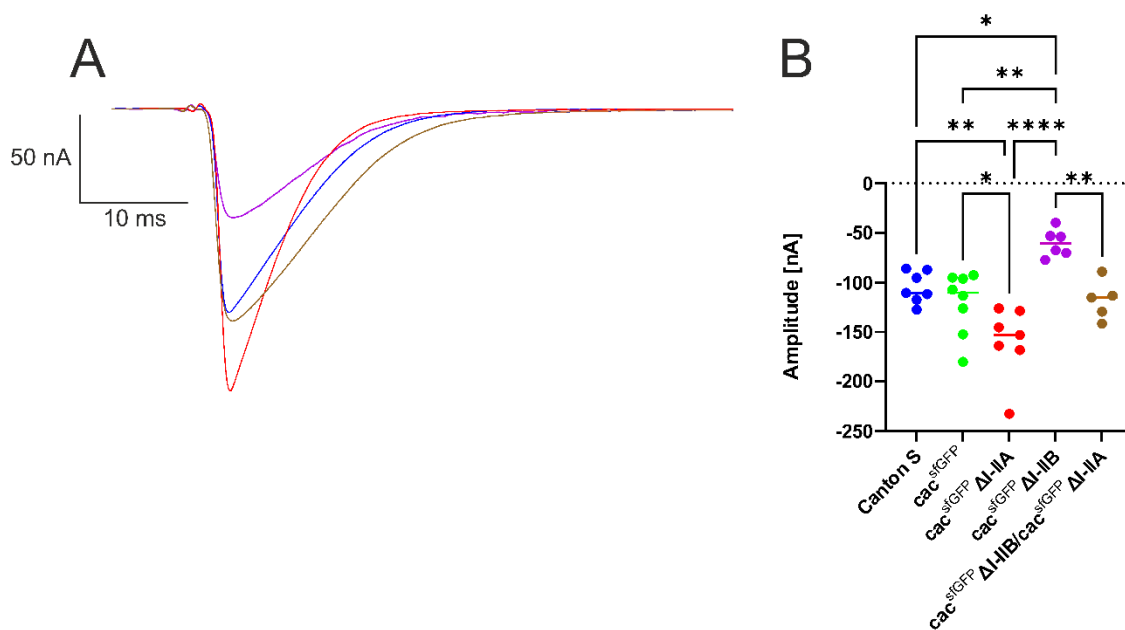 A
50 nA
10 ms
B
*
**
** ****
* **
Amplitude [nA]
0
-50
-100
-150
-200
-250
Canton S
cac^sfGFP
cac^sfGFP ΔI-IIA
cac^sfGFP ΔI-IIB
cac^sfGFP ΔI-IIB/cac^sfGFP ΔI-IIA